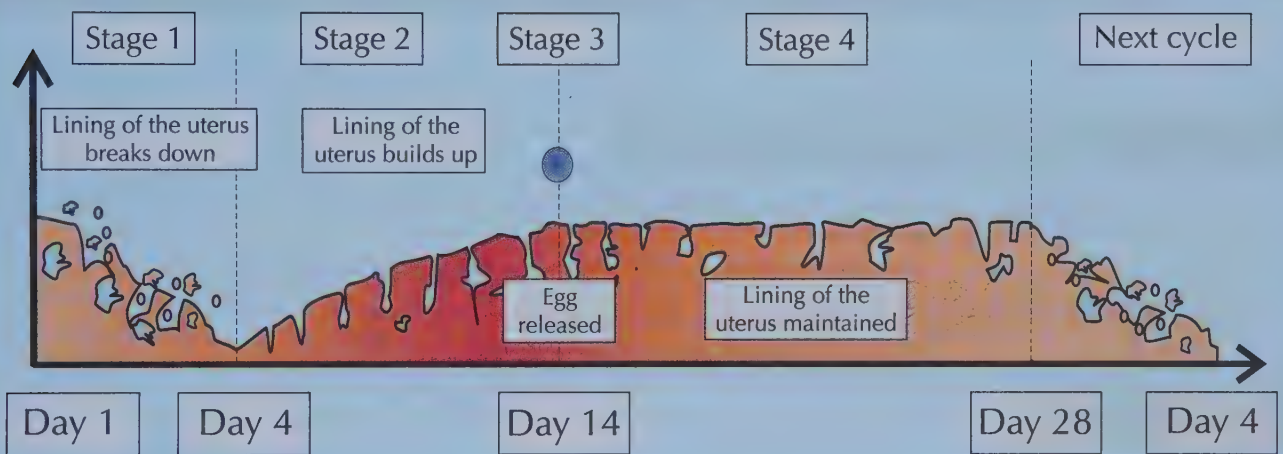 Stage 1
Stage 2
Stage 3
Stage 4
Next cycle
Lining of the uterus
breaks down
Lining of the
uterus builds up
Egg
released
Lining of the
uterus maintained
Day 1
Day 4
Day 14
Day 28
Day 4